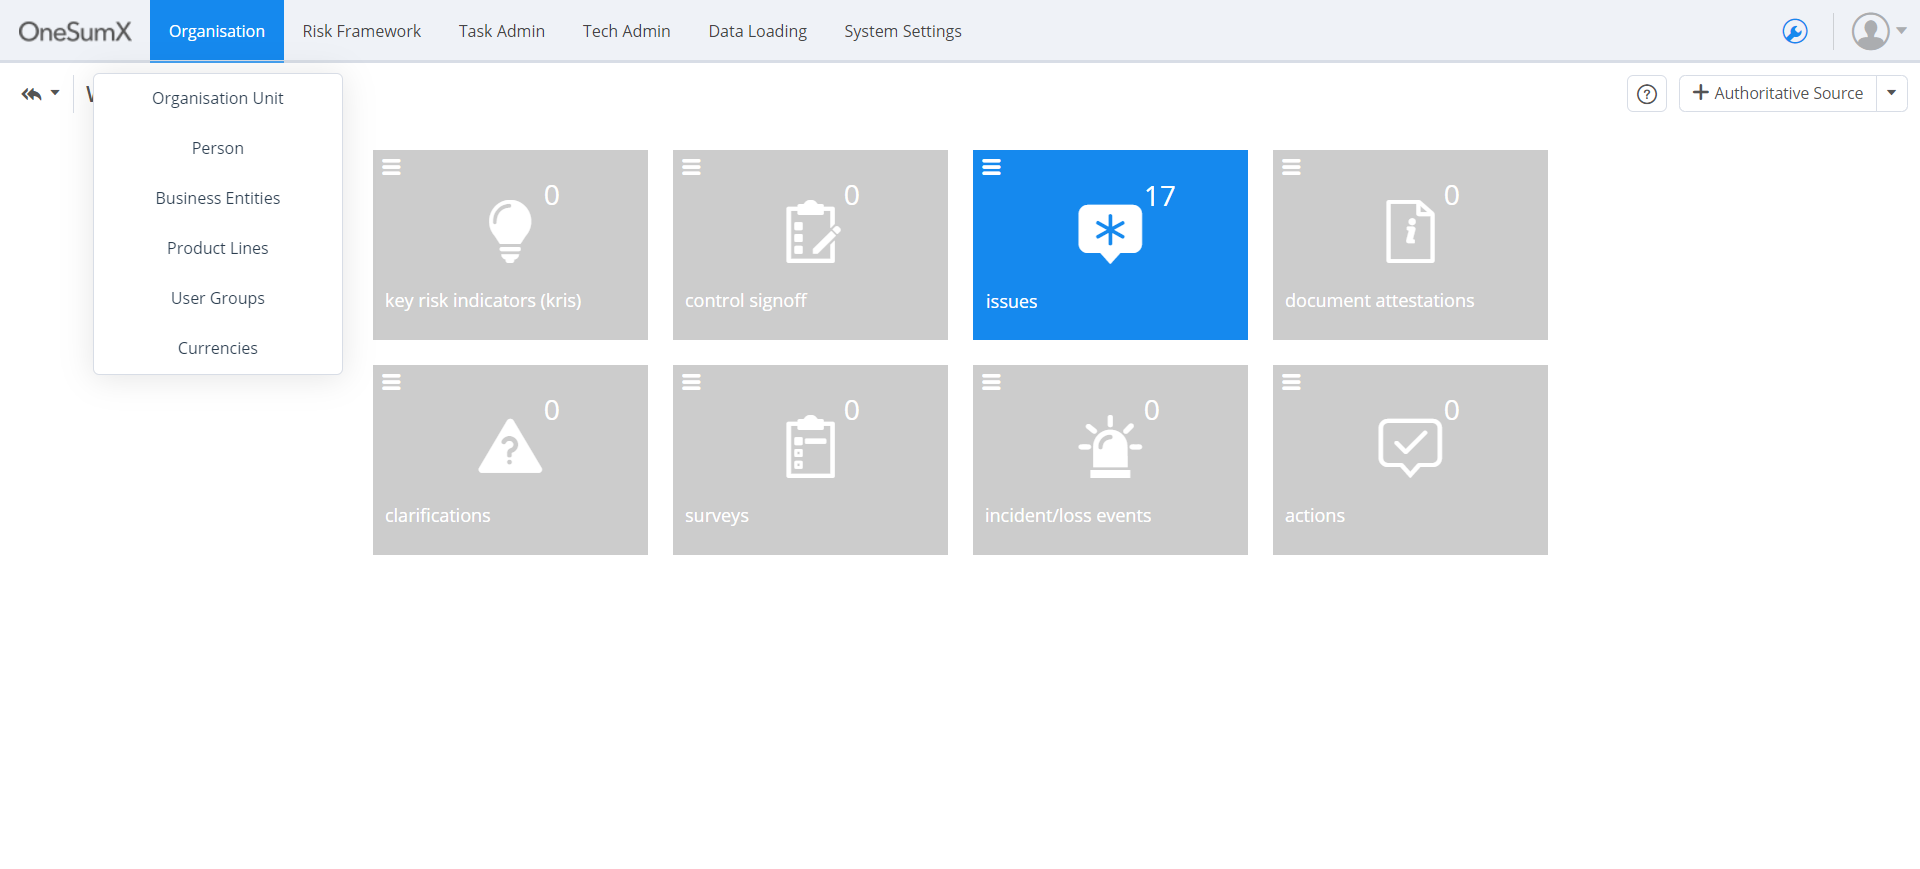 OneSumX
Organisation
Risk Framework
Task Admin
Tech Admin
Data Loading
System Settings
Authoritative Source
Organisation Unit
Person
Business Entities
Product Lines
User Groups
Currencies
0
key risk indicators (kris)
0
control signoff
17
issues
0
document attestations
0
clarifications
0
surveys
0
incident/loss events
0
actions